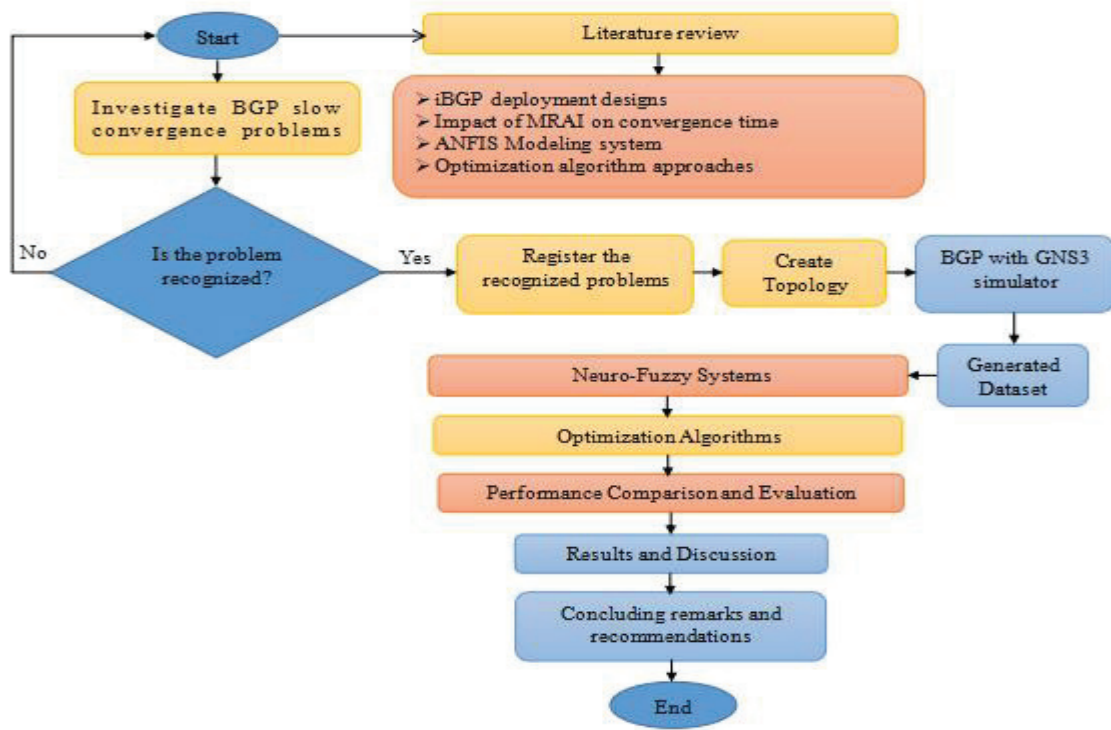 Start
Literature review
Investigate BGP slow
convergence problems
➢ iBGP deployment designs
➢ Impact of MRAI on convergence time
➢ ANFIS Modeling system
➢ Optimization algorithm approaches
No
Is the problem
recognized?
Yes
Register the
recognized problems
Create
Topology
BGP with GNS3
simulator
Generated
Dataset
Neuro-Fuzzy Systems
Optimization Algorithms
Performance Comparison and Evaluation
Results and Discussion
Concluding remarks and
recommendations
End